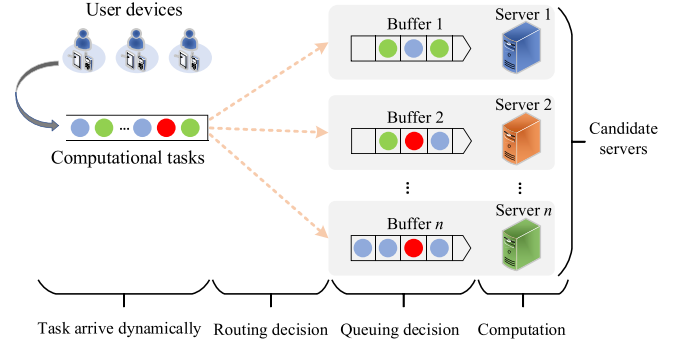 User devices
Computational tasks
Buffer 1
Server 1
Buffer 2
Server 2
Buffer n
Server n
Candidate
servers
Task arrive dynamically
Routing decision
Queuing decision
Computation